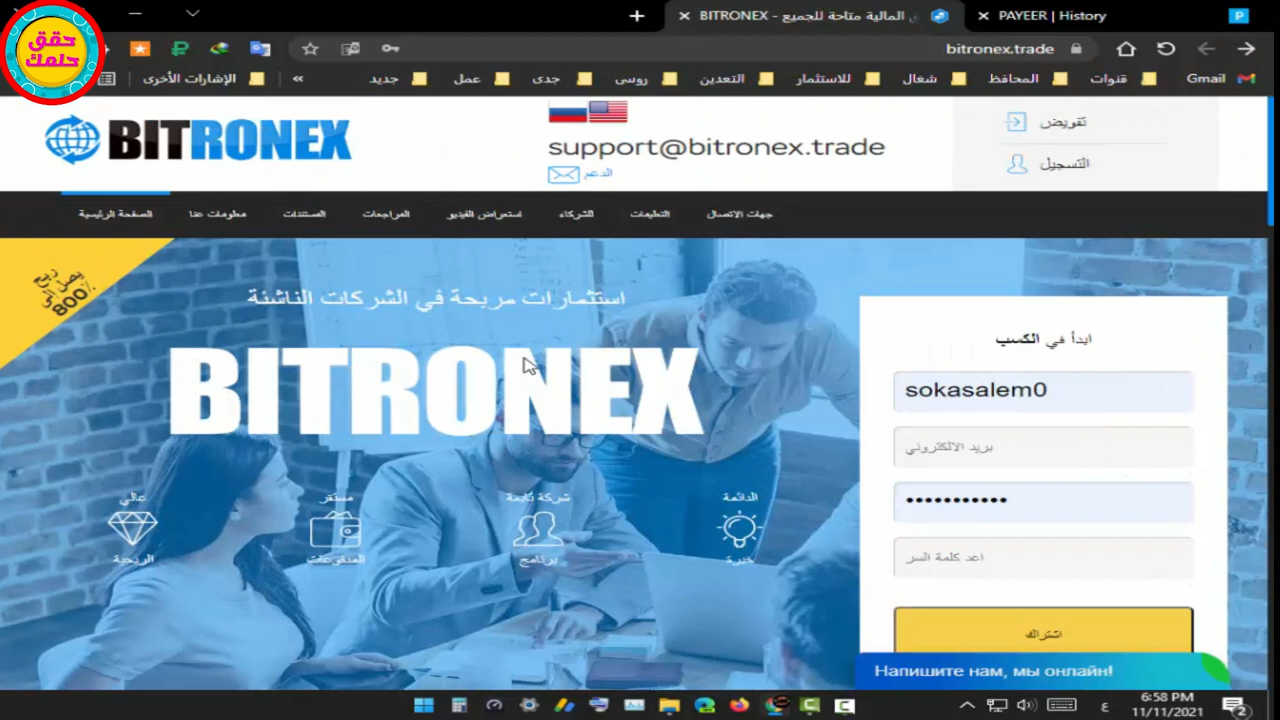 حقق
حلمك
BITRONEX - ق المالية متاحة للجميع
PAYEER | History
bitronex.trade
الإشارات الأخرى
»
جديد
عمل
جدى
روسى
التعدين
للاستثمار
شغال
المحافظ
قنوات
Gmail
BITRONEX
support@bitronex.trade
الدعم
تفويض
التسجيل
الصفحة الرئيسية
معلومات عنا
المستندات
المراجعات
استعراض الفيديو
الشركاء
التعليمات
جهات الاتصال
يصل ربح
إلى 800٪
استثمارات مربحة في الشركات الناشئة
BITRONEX
عالي
الربحية
مستقر
المدفوعات
شركة تابعة
برنامج
الدائمة
خبرة
ابدأ في الكسب
sokasalem0
بريد الالكتروني
•••••••••••
اعد كلمة السر
اشتراك
Напишите нам, мы онлайн!
ع
6:58 PM
11/11/2021
2